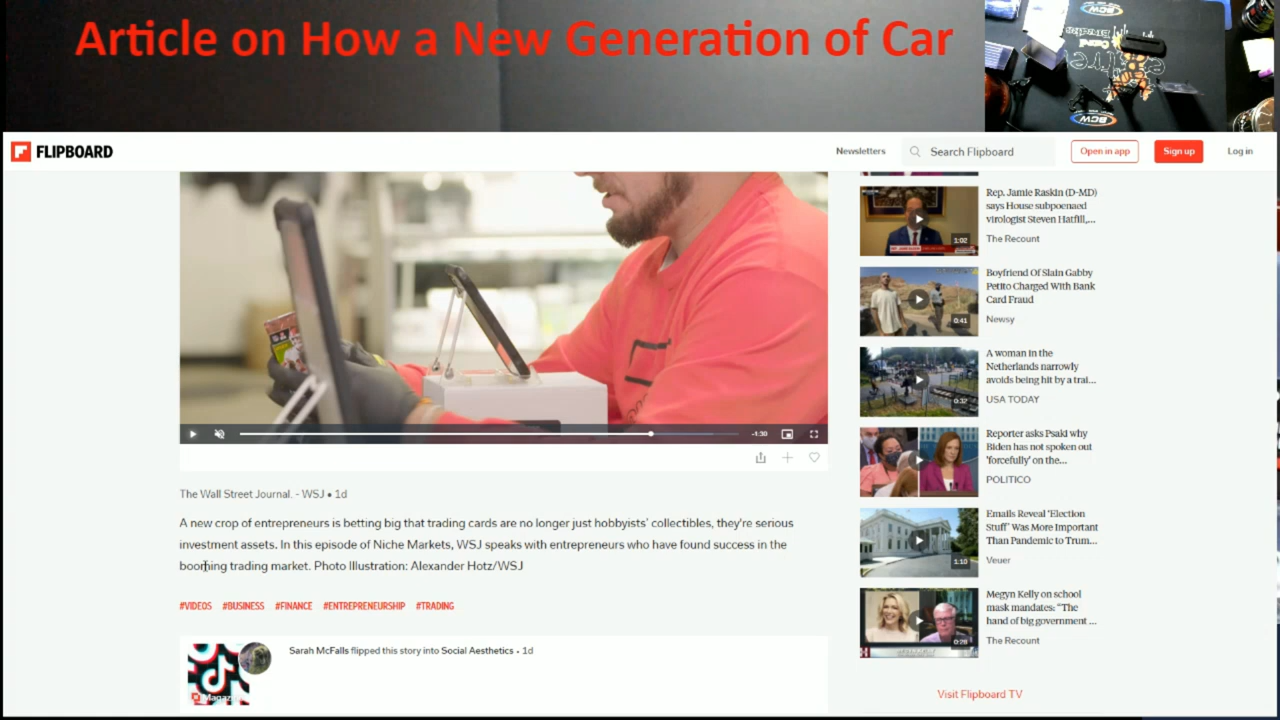 Article on How a New Generation of Car
BCW
BCW
FLIPBOARD
Newsletters
Search Flipboard
Open in app
Sign up
Log in
-1:30
The Wall Street Journal. - WSJ • 1d
A new crop of entrepreneurs is betting big that trading cards are no longer just hobbyists' collectibles, they're serious
investment assets. In this episode of Niche Markets, WSJ speaks with entrepreneurs who have found success in the
booming trading market. Photo Illustration: Alexander Hotz/WSJ
#VIDEOS #BUSINESS #FINANCE #ENTREPRENEURSHIP #TRADING
Sarah McFalls flipped this story into Social Aesthetics • 1d
Rep. Jamie Raskin (D-MD)
says House subpoenaed
virologist Steven Hatfill,...
The Recount
1:02
Boyfriend Of Slain Gabby
Petito Charged With Bank
Card Fraud
Newsy
0:41
A woman in the
Netherlands narrowly
avoids being hit by a trai...
USA TODAY
0:32
Reporter asks Psaki why
Biden has not spoken out
'forcefully' on the...
POLITICO
Emails Reveal 'Election
Stuff' Was More Important
Than Pandemic to Trum...
Veuer
1:10
Megyn Kelly on school
mask mandates: “The
hand of big government ...
The Recount
0:28
Visit Flipboard TV